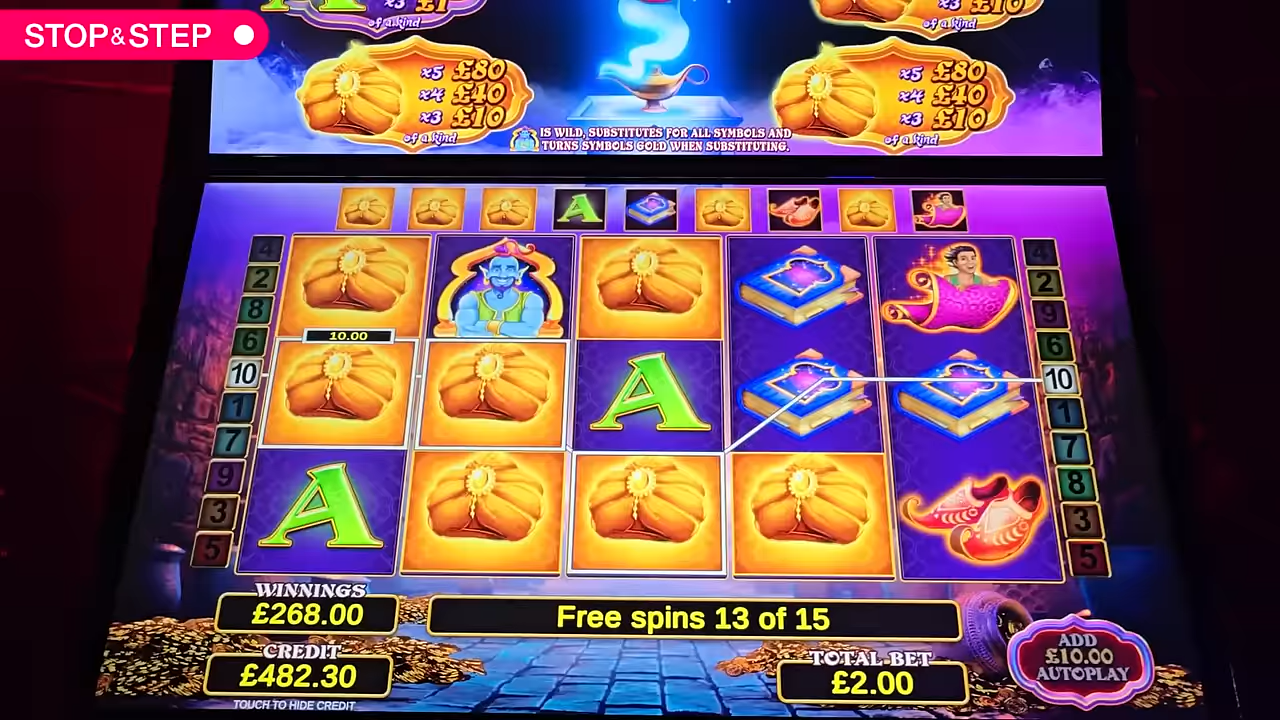 STOP&STEP
x3 £1
of a kind
x3 £10
of a kind
x5 £80
x4 £40
x3 £10
of a kind
x5 £80
x4 £40
x3 £10
of a kind
IS WILD, SUBSTITUTES FOR ALL SYMBOLS AND
TURNS SYMBOLS GOLD WHEN SUBSTITUTING.
A
4
2
8
6
10
1
7
9
3
5
10.00
A
A
4
2
9
6
10
1
7
8
3
5
WINNINGS
£268.00
Free spins 13 of 15
CREDIT
£482.30
TOUCH TO HIDE CREDIT
TOTAL BET
£2.00
ADD
£10.00
AUTOPLAY